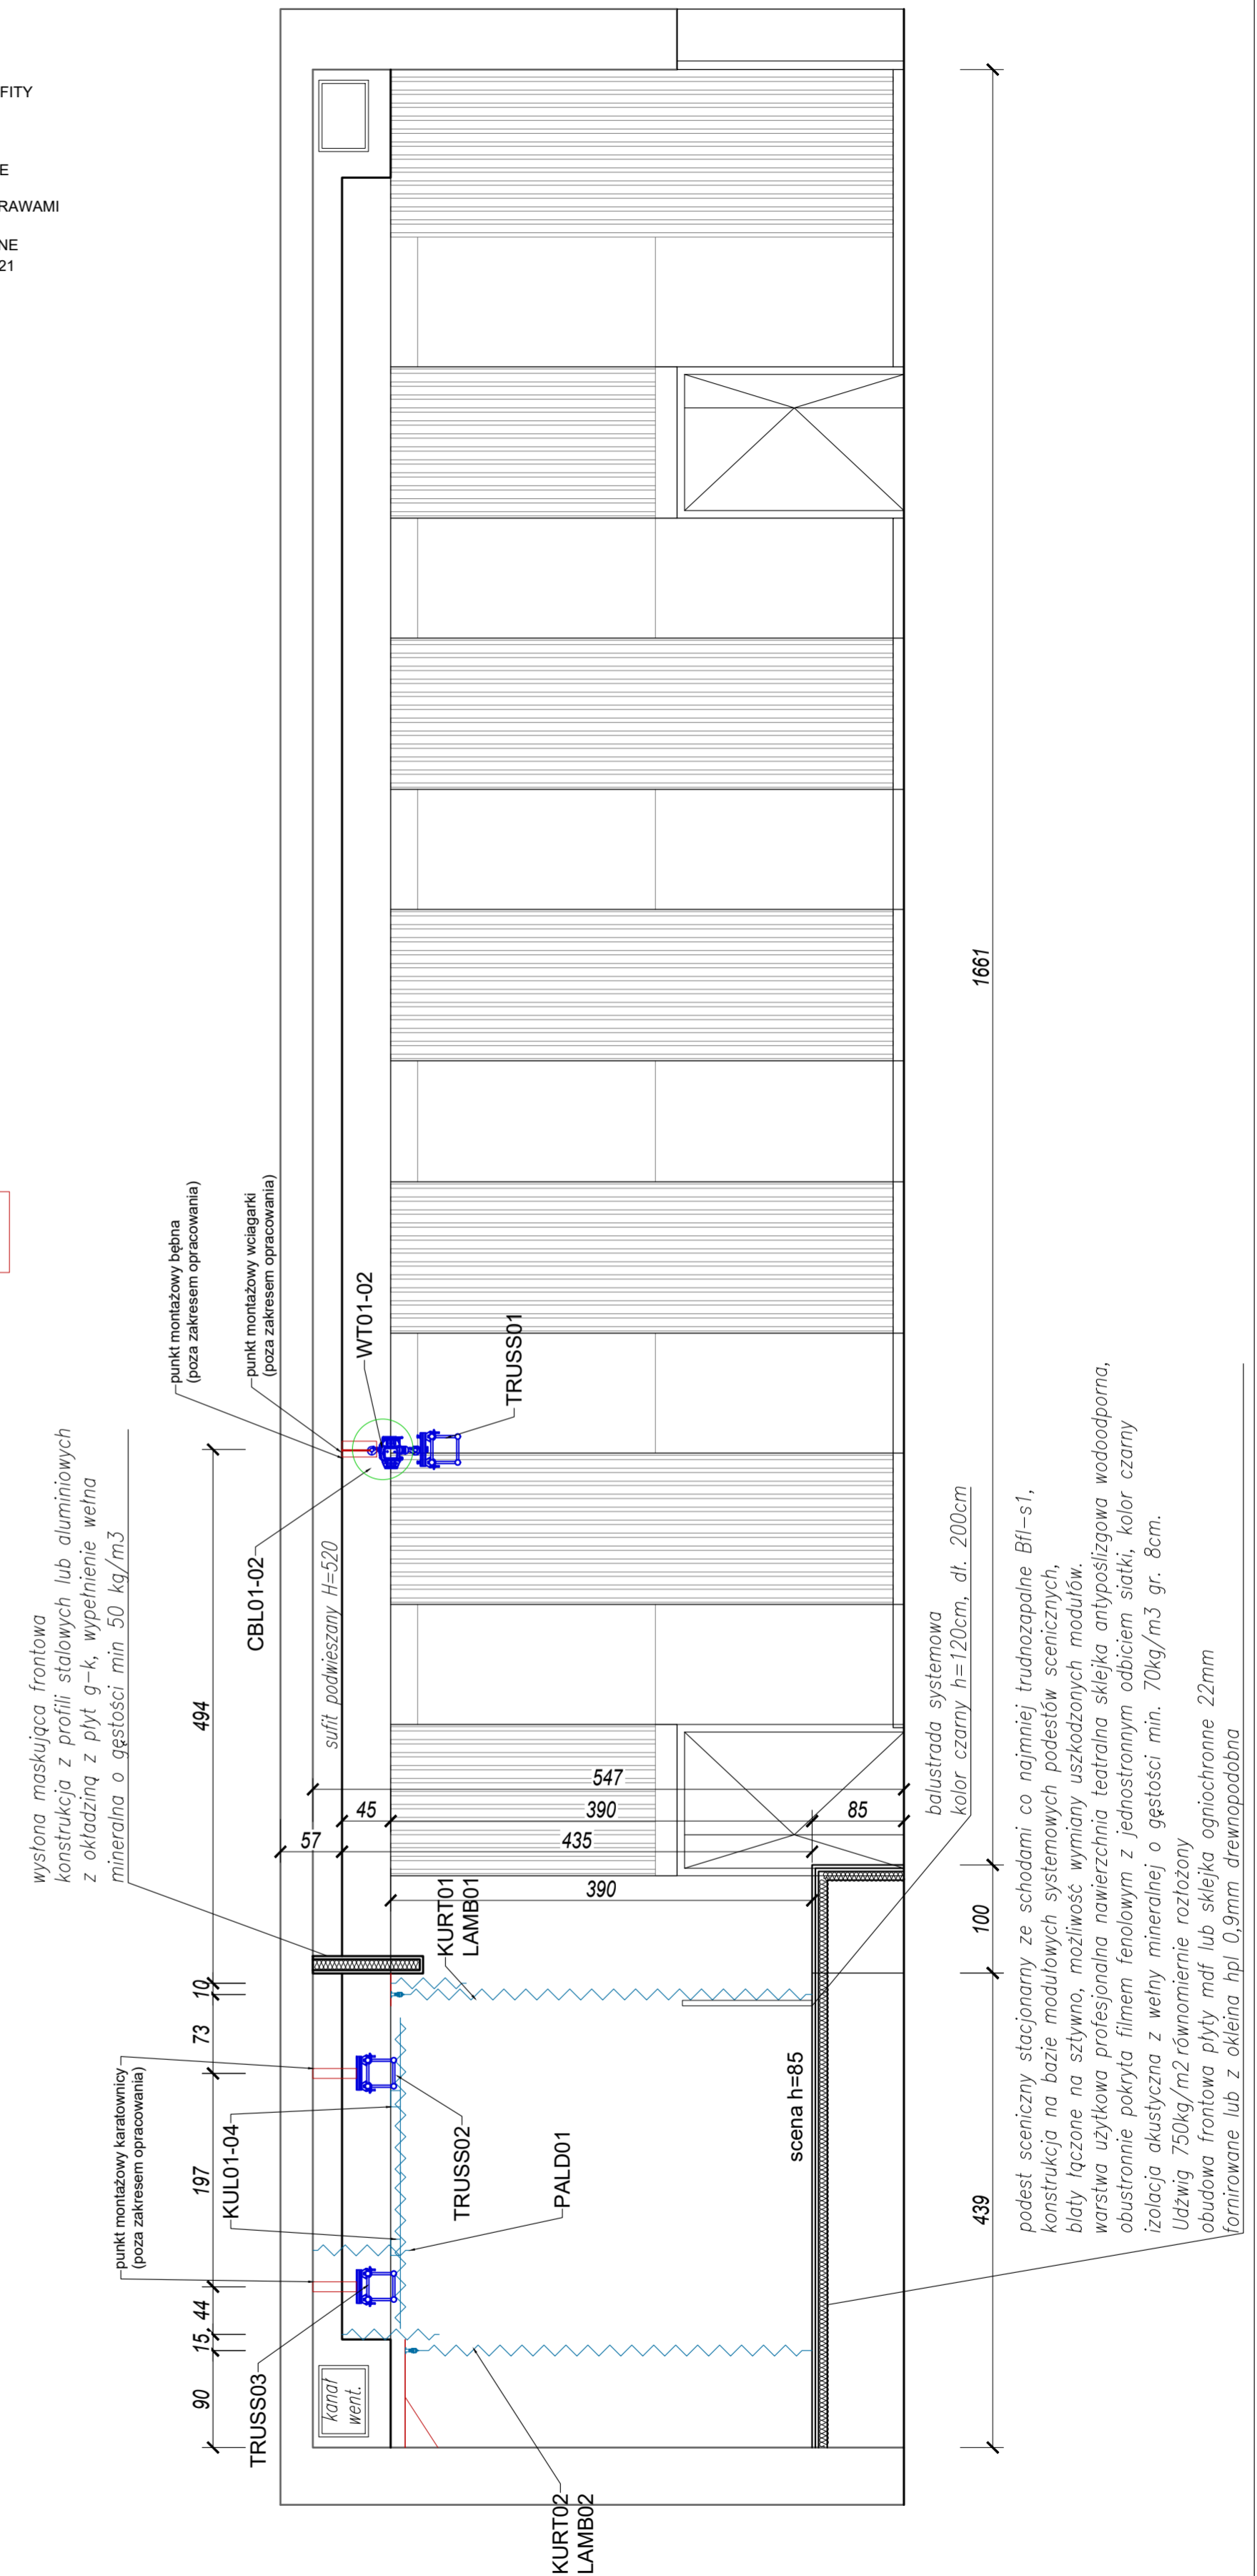 FITY
E
RAWAMI
NE
21
wysłona maskująca frontowa
konstrukcja z profili stalowych lub aluminiowych
z okładziną z płyt g-k, wypełnienie wełna
mineralna o gęstości min 50 kg/m3
punkt montażowy bębna
(poza zakresem opracowania)
punkt montażowy wciagarki
(poza zakresem opracowania)
punkt montażowy karatownicy
(poza zakresem opracowania)
90
15
44
197
73
10
494
TRUSS03
KUL01-04
CBL01-02
WT01-02
TRUSS01
sufit podwieszany H=520
kanał
went.
57
45
547
390
435
85
390
KURT01
LAMB01
TRUSS02
PALD01
KURT02
LAMB02
scena h=85
balustrada systemowa
kolor czarny h=120cm, dł. 200cm
439
100
1661
podest sceniczny stacjonarny ze schodami co najmniej trudnozapalne Bfl-s1,
konstrukcja na bazie modułowych systemowych podestów scenicznych,
blaty łączone na sztywno, możliwość wymiany uszkodzonych modułów.
warstwa użytkowa profesjonalna nawierzchnia teatralna sklejka antypoślizgowa wodoodporna,
obustronnie pokryta filmem fenolowym z jednostronnym odbiciem siatki, kolor czarny
izolacja akustyczna z wełny mineralnej o gęstości min. 70kg/m3 gr. 8cm.
Udźwig 750kg/m2 równomiernie rozłożony
obudowa frontowa płyty mdf lub sklejka ogniochronne 22mm
fornirowane lub z okleina hpl 0,9mm drewnopodobna